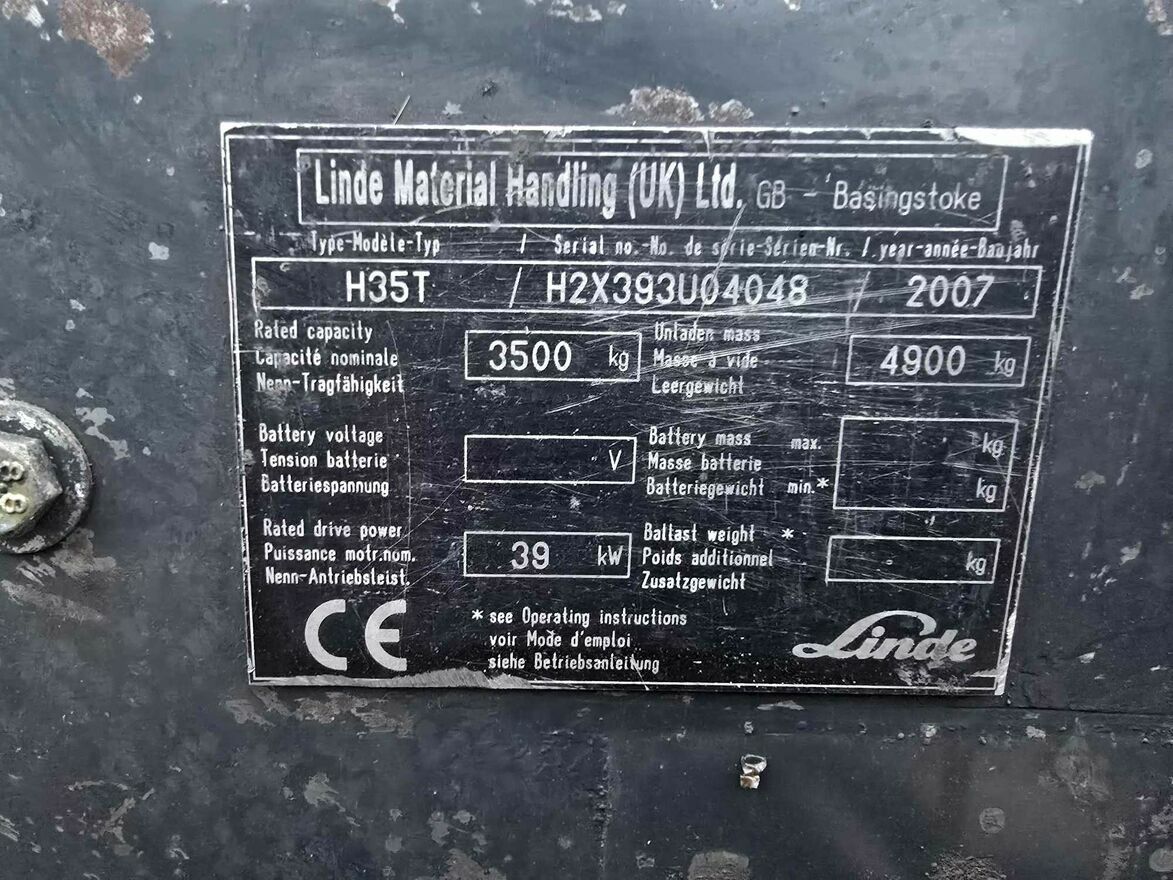 Linde Material Handling (UK) Ltd. GB - Basingstoke
Type-Modèle-Typ / Serial no.-No. de série-Serien-Nr. / year-année-Baujahr
H35T / H2X393U04048 / 2007
Rated capacity
Capacité nominale
Nenn-Tragfähigkeit
3500 kg
Unladen mass
Masse à vide
Leergewicht
4900 kg
Battery voltage
Tension batterie
Batteriespannung
V
Battery mass max.
Masse batterie
Batteriegewicht min.*
kg
kg
Rated drive power
Puissance motr.nom.
Nenn-Antriebsleist.
39 kW
Ballast weight *
Poids additionnel
Zusatzgewicht
kg
CE
* see Operating instructions
voir Mode d'emploi
siehe Betriebsanleitung
Linde
8.8